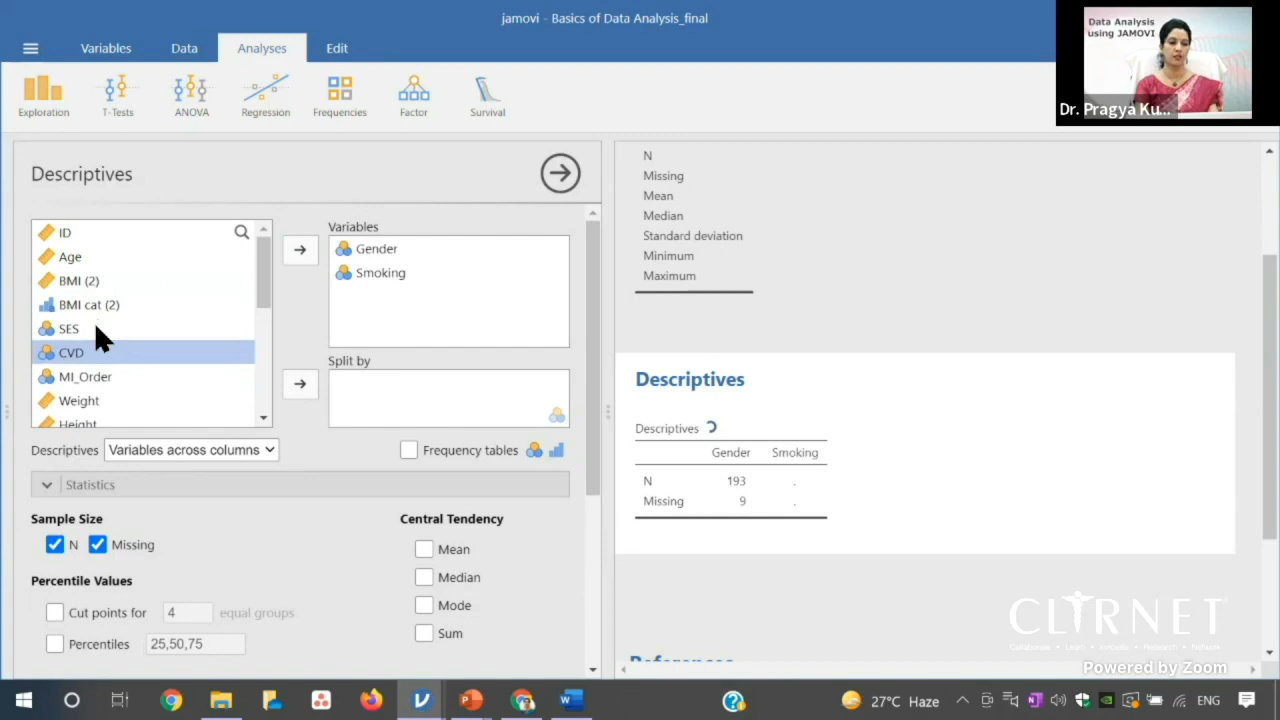 jamovi - Basics of Data Analysis_final
Variables
Data
Analyses
Edit
Exploration
T-Tests
ANOVA
Regression
Frequencies
Factor
Survival
Data Analysis
using JAMOVI
Dr. Pragya Ku...
Descriptives
ID
Age
BMI (2)
BMI cat (2)
SES
CVD
MI_Order
Weight
Height
Variables
Gender
Smoking
Split by
Descriptives
Variables across columns
Frequency tables
Statistics
Sample Size
N
Missing
Percentile Values
Cut points for
4
equal groups
Percentiles
25,50,75
Central Tendency
Mean
Median
Mode
Sum
N
Missing
Mean
Median
Standard deviation
Minimum
Maximum
Descriptives
Descriptives
Gender Smoking
N 193 .
Missing 9 .
References
CLIRNET
Powered by Zoom
27°C Haze
ENG